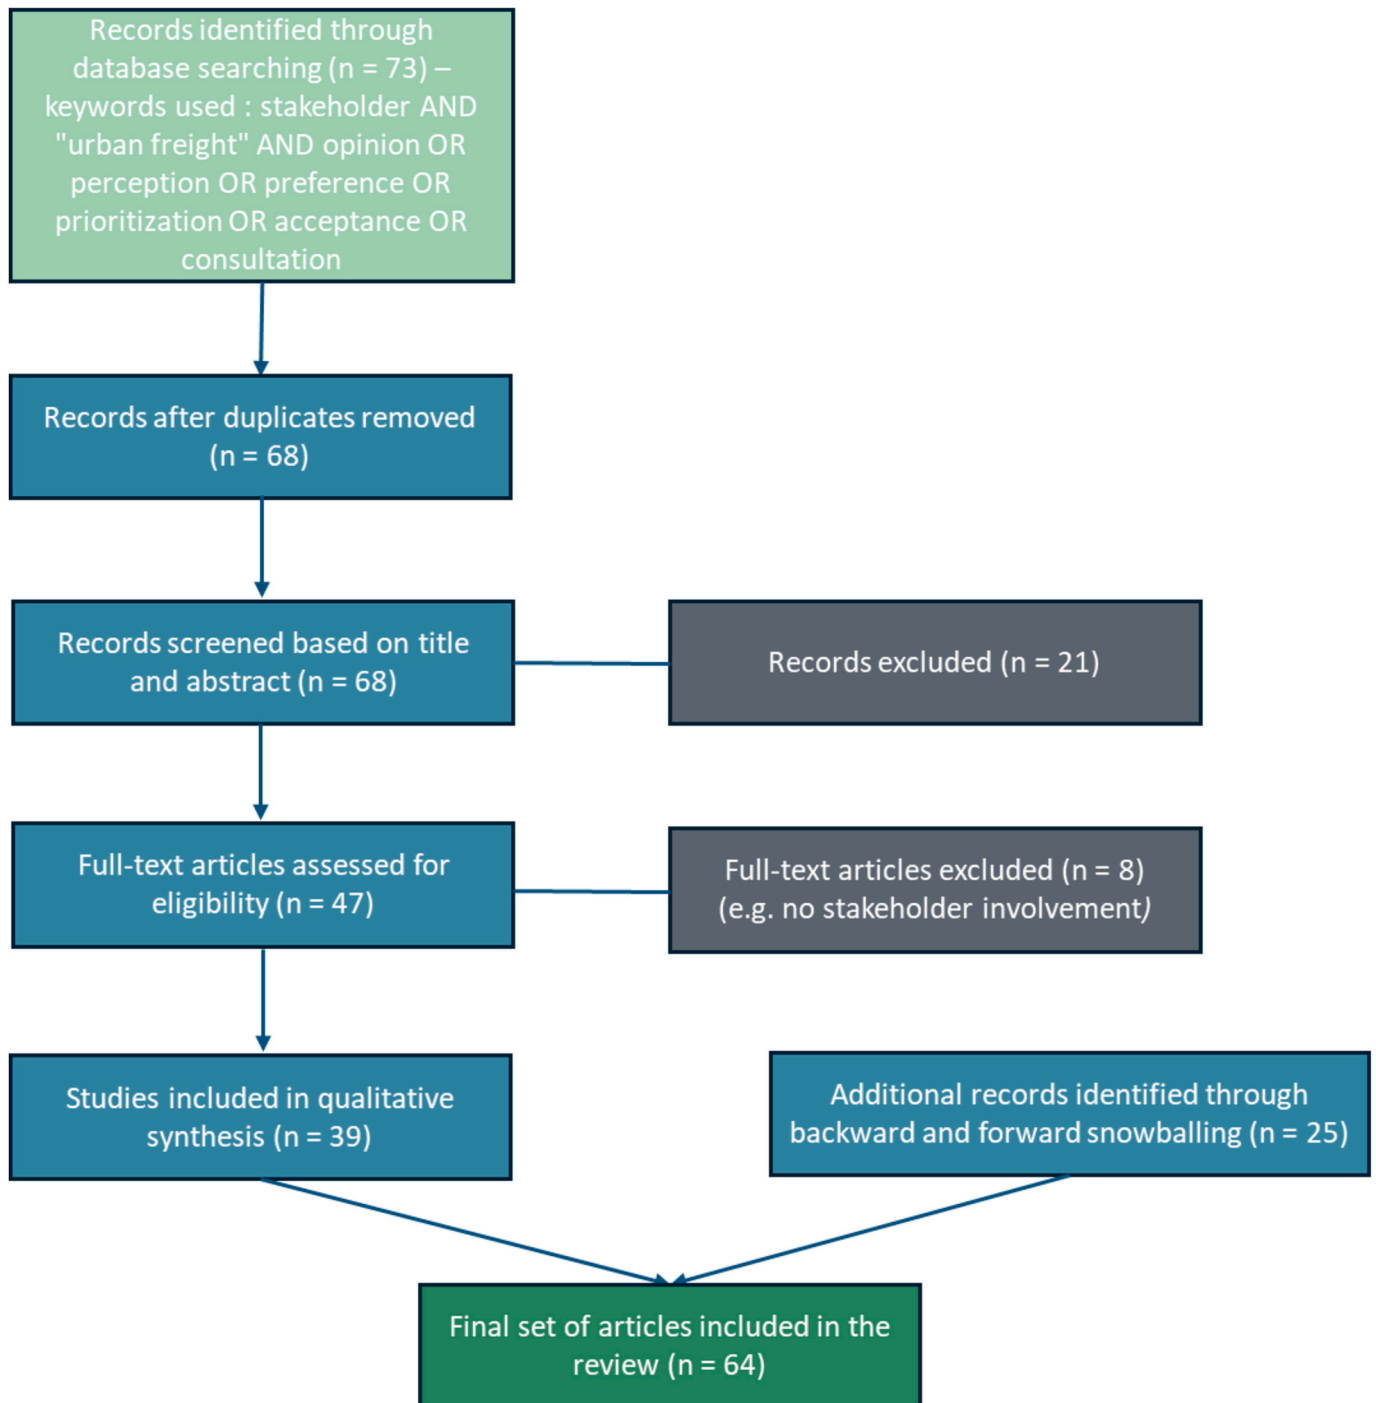 Records identified through
database searching (n = 73) –
keywords used : stakeholder AND
"urban freight" AND opinion OR
perception OR preference OR
prioritization OR acceptance OR
consultation
Records after duplicates removed
(n = 68)
Records screened based on title
and abstract (n = 68)
Records excluded (n = 21)
Full-text articles assessed for
eligibility (n = 47)
Full-text articles excluded (n = 8)
(e.g. no stakeholder involvement)
Studies included in qualitative
synthesis (n = 39)
Additional records identified through
backward and forward snowballing (n = 25)
Final set of articles included in the
review (n = 64)